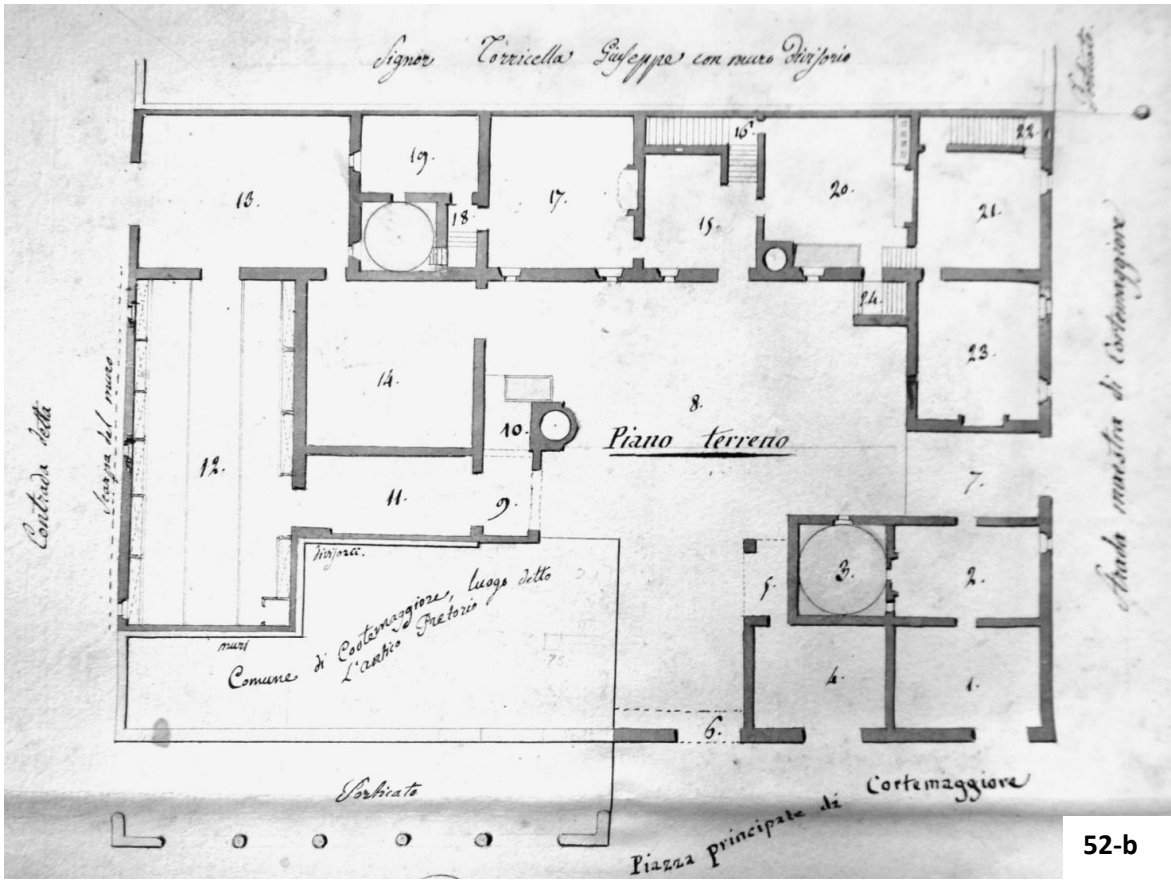 Signor Torricella Giuseppe con muro divisorio
Porticato.
16.
22.
19.
13.
17.
20.
18.
15.
21.
24.
Contrada detta
Scarpa del muro
Strada maestra di Cortemaggiore
23.
14.
8.
10.
Piano terreno
12.
11.
9.
7.
divisorii.
3.
2.
5.
Comune di Cortemaggiore, luogo detto
L'antico Pretorio
muri
4.
1.
6.
Porticato
Piazza principale di Cortemaggiore
52-b